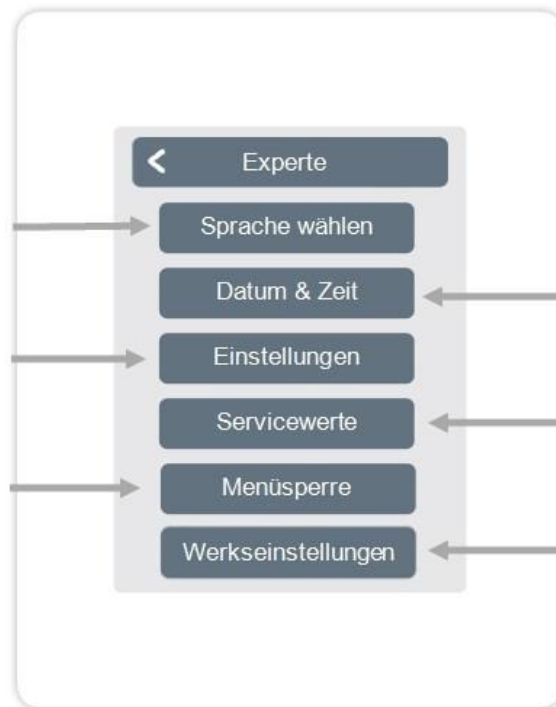 Experte
Sprache wählen
Datum & Zeit
Einstellungen
Servicewerte
Menüsperre
Werkseinstellungen